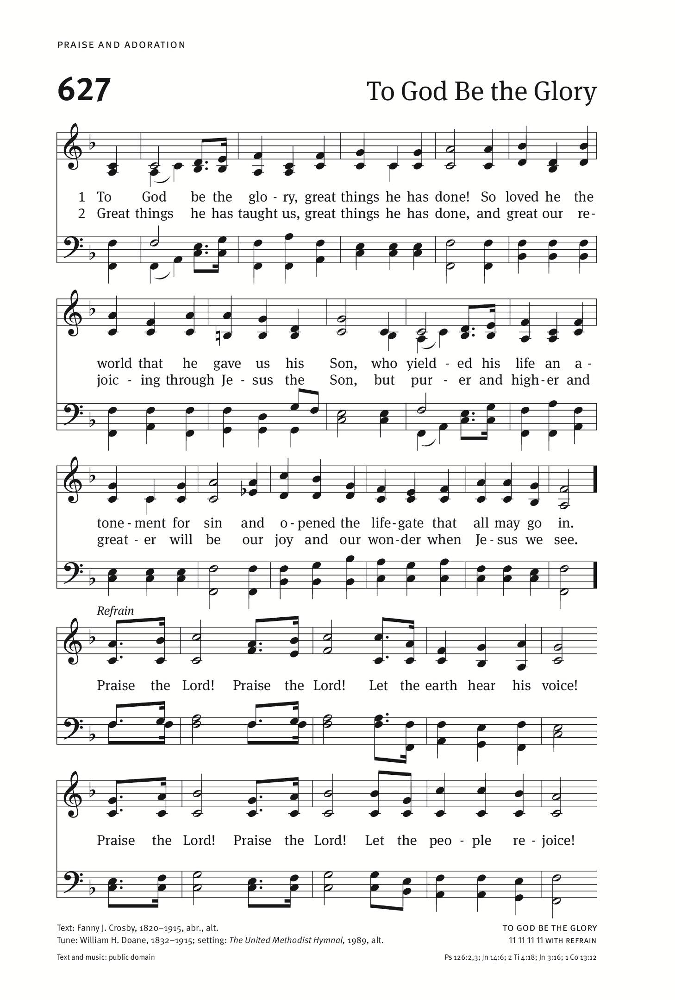 PRAISE AND ADORATION
627 To God Be the Glory
1 To God be the glo - ry, great things he has done! So loved he the
2 Great things he has taught us, great things he has done, and great our re -
world that he gave us his Son, who yield - ed his life an a -
joic - ing through Je - sus the Son, but pur - er and high - er and
tone - ment for sin and o - pened the life - gate that all may go in.
great - er will be our joy and our won - der when Je - sus we see.
Refrain
Praise the Lord! Praise the Lord! Let the earth hear his voice!
Praise the Lord! Praise the Lord! Let the peo - ple re - joice!
Text: Fanny J. Crosby, 1820–1915, abr., alt. TO GOD BE THE GLORY
Tune: William H. Doane, 1832–1915; setting: The United Methodist Hymnal, 1989, alt. 11 11 11 11 WITH REFRAIN
Text and music: public domain Ps 126:2,3; Jn 14:6; 2 Ti 4:18; Jn 3:16; 1 Co 13:12